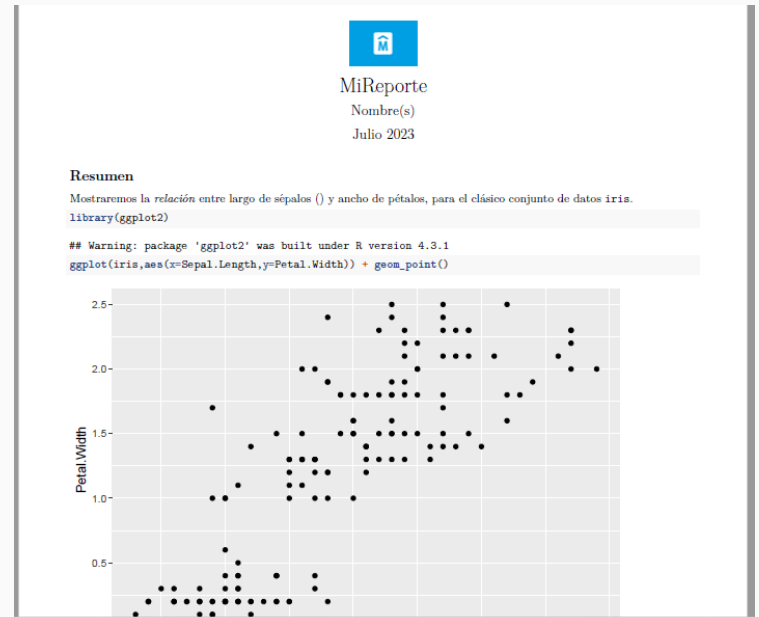 M
MiReporte
Nombre(s)
Julio 2023
Resumen
Mostraremos la relación entre largo de sépalos () y ancho de pétalos, para el clásico conjunto de datos iris.
library(ggplot2)
## Warning: package 'ggplot2' was built under R version 4.3.1
ggplot(iris,aes(x=Sepal.Length,y=Petal.Width)) + geom_point()
2.5
2.0
1.5
1.0
0.5
Petal.Width